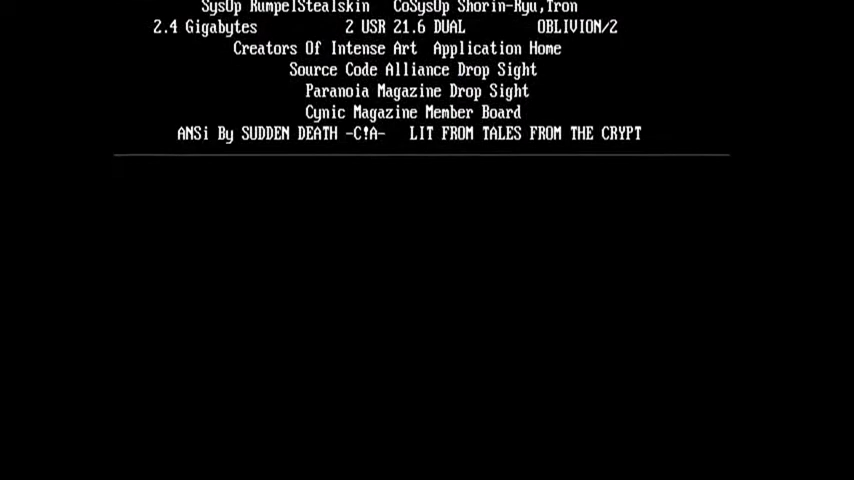 SysOp RumpelStealskin CoSysOp Shorin-Ryu,Tron
2.4 Gigabytes 2 USR 21.6 DUAL OBLIVION/2
Creators Of Intense Art Application Home
Source Code Alliance Drop Sight
Paranoia Magazine Drop Sight
Cynic Magazine Member Board
ANSi By SUDDEN DEATH -C!A- LIT FROM TALES FROM THE CRYPT